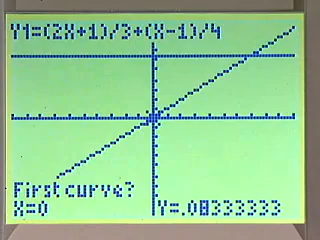 Y1=(2X+1)/3+(X-1)/4
First curve?
X=0
Y=.08333333